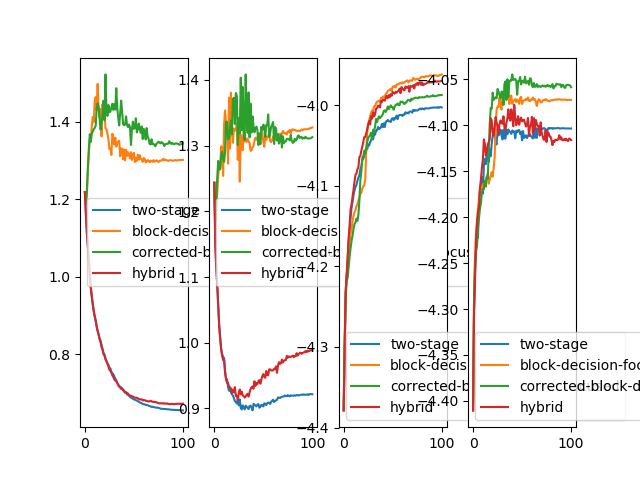 1.4
1.2
1.0
0.8
0
100
two-stage
block-decis
corrected-b
hybrid
1.4
1.3
1.2
1.1
1.0
0.9
0
100
two-stage
block-decis
corrected-b
hybrid
ocus
−4.0
−4.1
−4.2
−4.3
−4.4
0
100
two-stage
block-decis
corrected-b
hybrid
−4.05
−4.10
−4.15
−4.20
−4.25
−4.30
−4.35
−4.40
0
100
two-stage
block-decision-foc
corrected-block-d
hybrid